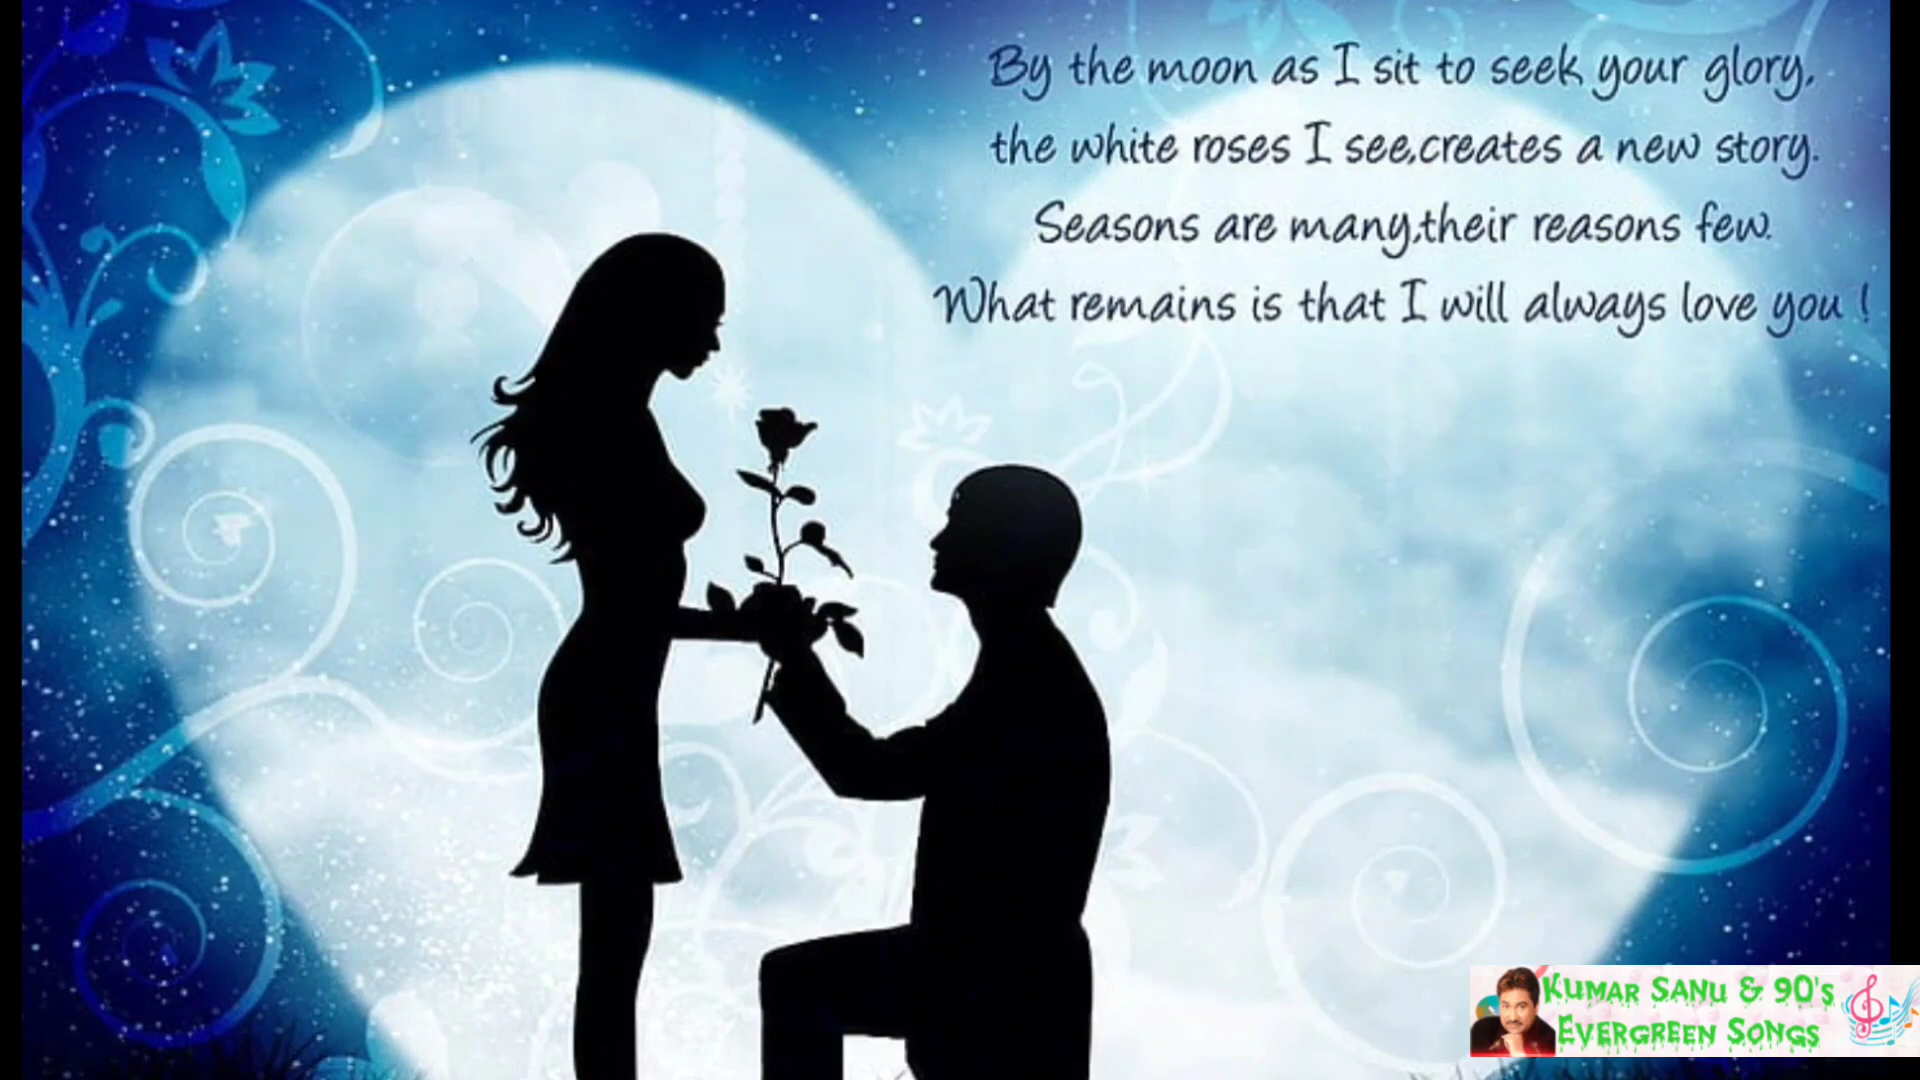 By the moon as I sit to seek your glory,
the white roses I see,creates a new story.
Seasons are many,their reasons few.
What remains is that I will always love you !
Kumar Sanu & 90's
Evergreen Songs